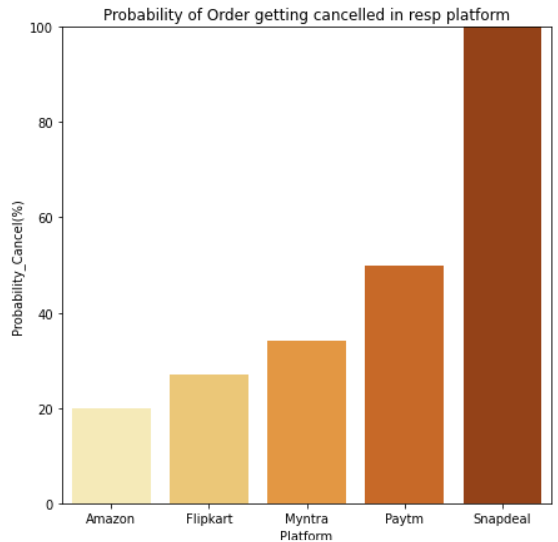 Probability of Order getting cancelled in resp platform
100
80
60
40
20
0
Probability_Cancel(%)
Amazon Flipkart Myntra Paytm Snapdeal
Platform